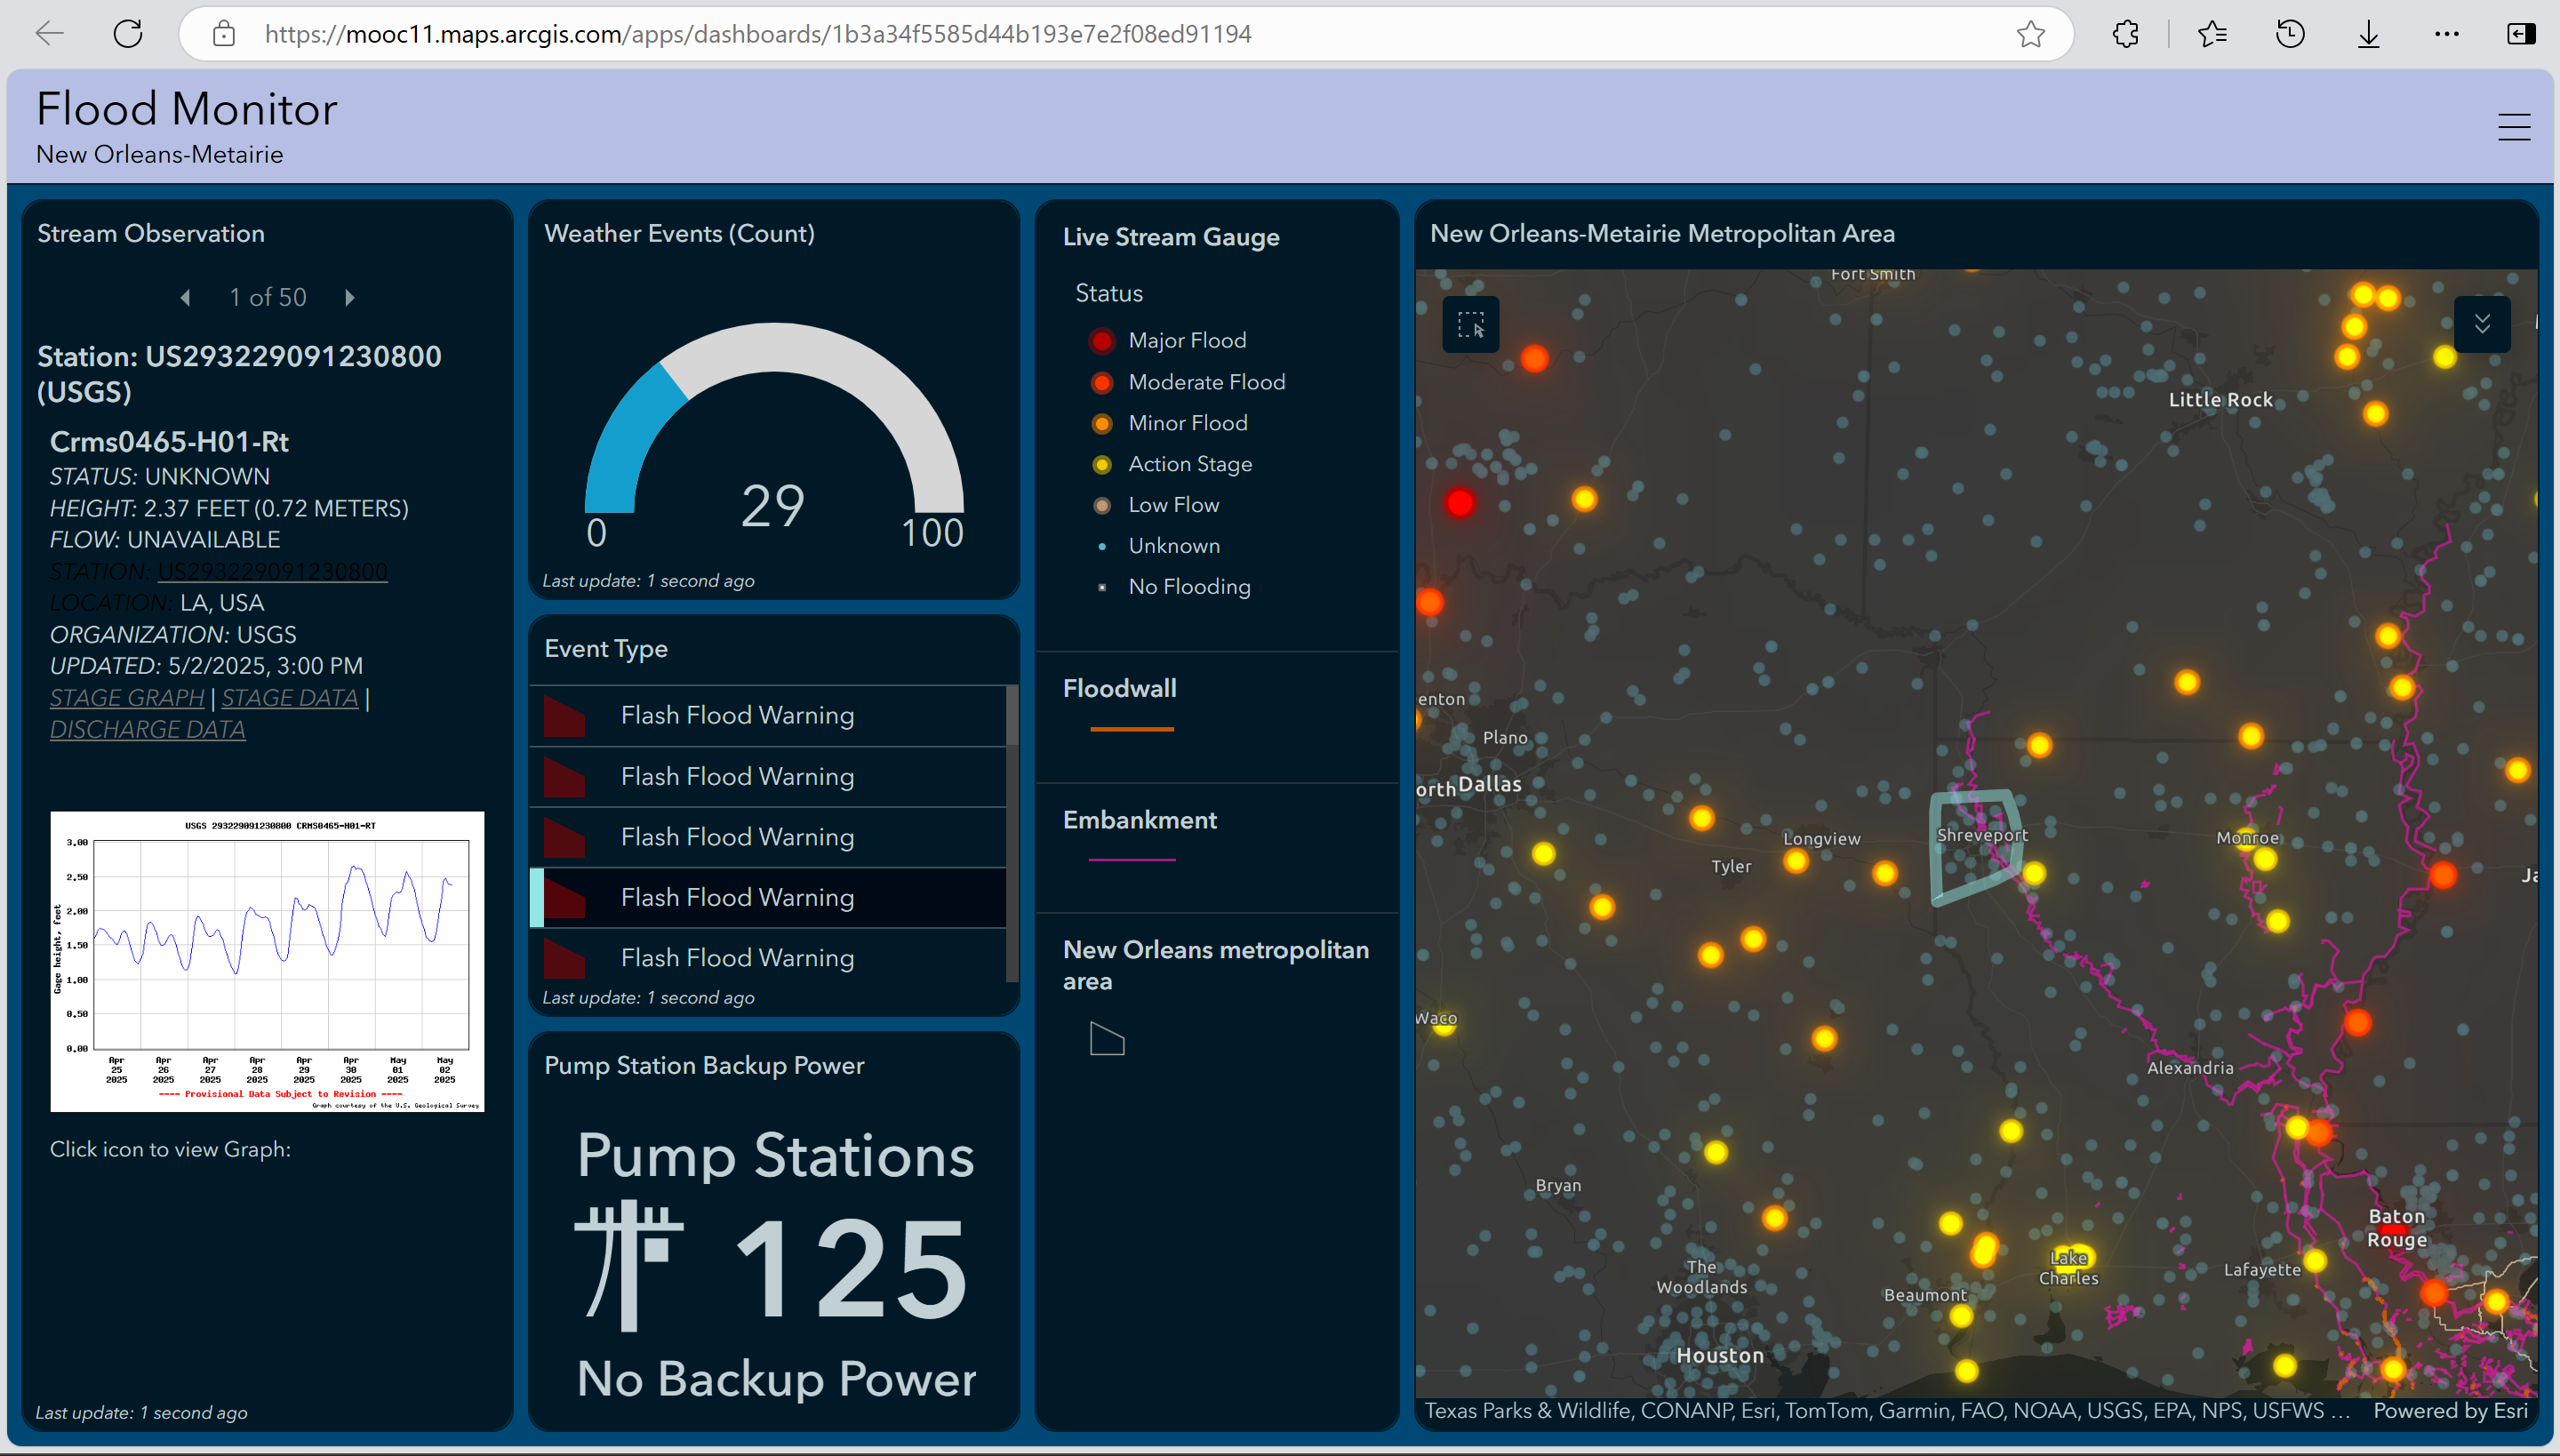 https://mooc11.maps.arcgis.com/apps/dashboards/1b3a34f5585d44b193e7e2f08ed91194
Flood Monitor
New Orleans-Metairie
Stream Observation
1 of 50
Station: US293229091230800
(USGS)
Crms0465-H01-Rt
STATUS: UNKNOWN
HEIGHT: 2.37 FEET (0.72 METERS)
FLOW: UNAVAILABLE
STATION: US293229091230800
LOCATION: LA, USA
ORGANIZATION: USGS
UPDATED: 5/2/2025, 3:00 PM
STAGE GRAPH | STAGE DATA |
DISCHARGE DATA
USGS 293229091230800 CRMS0465-H01-RT
Gage height, feet
3.00
2.50
2.00
1.50
1.00
0.50
0.00
Apr 25 2025
Apr 26 2025
Apr 27 2025
Apr 28 2025
Apr 29 2025
Apr 30 2025
May 01 2025
May 02 2025
---- Provisional Data Subject to Revision ----
Graph courtesy of the U.S. Geological Survey
Click icon to view Graph:
Last update: 1 second ago
Weather Events (Count)
29
0
100
Last update: 1 second ago
Event Type
Flash Flood Warning
Flash Flood Warning
Flash Flood Warning
Flash Flood Warning
Flash Flood Warning
Last update: 1 second ago
Pump Station Backup Power
Pump Stations
125
No Backup Power
Live Stream Gauge
Status
Major Flood
Moderate Flood
Minor Flood
Action Stage
Low Flow
Unknown
No Flooding
Floodwall
Embankment
New Orleans metropolitan
area
New Orleans-Metairie Metropolitan Area
Fort Smith
Little Rock
enton
Plano
orth
Dallas
Shreveport
Longview
Tyler
Monroe
Ja
Waco
Alexandria
Bryan
Baton
Rouge
Lake
Charles
Lafayette
The
Woodlands
Beaumont
Houston
Texas Parks & Wildlife, CONANP, Esri, TomTom, Garmin, FAO, NOAA, USGS, EPA, NPS, USFWS ...
Powered by Esri